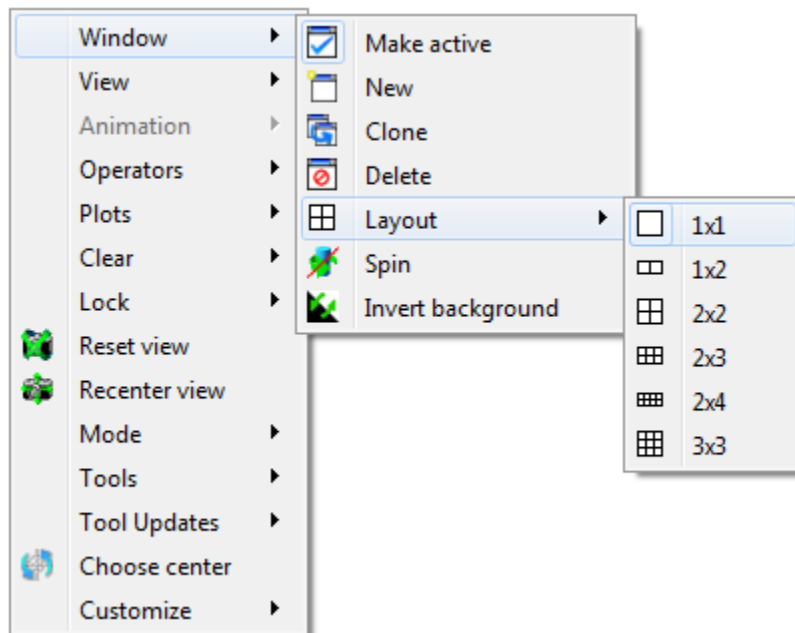 Window
View
Animation
Operators
Plots
Clear
Lock
Reset view
Recenter view
Mode
Tools
Tool Updates
Choose center
Customize
Make active
New
Clone
Delete
Layout
Spin
Invert background
1x1
1x2
2x2
2x3
2x4
3x3